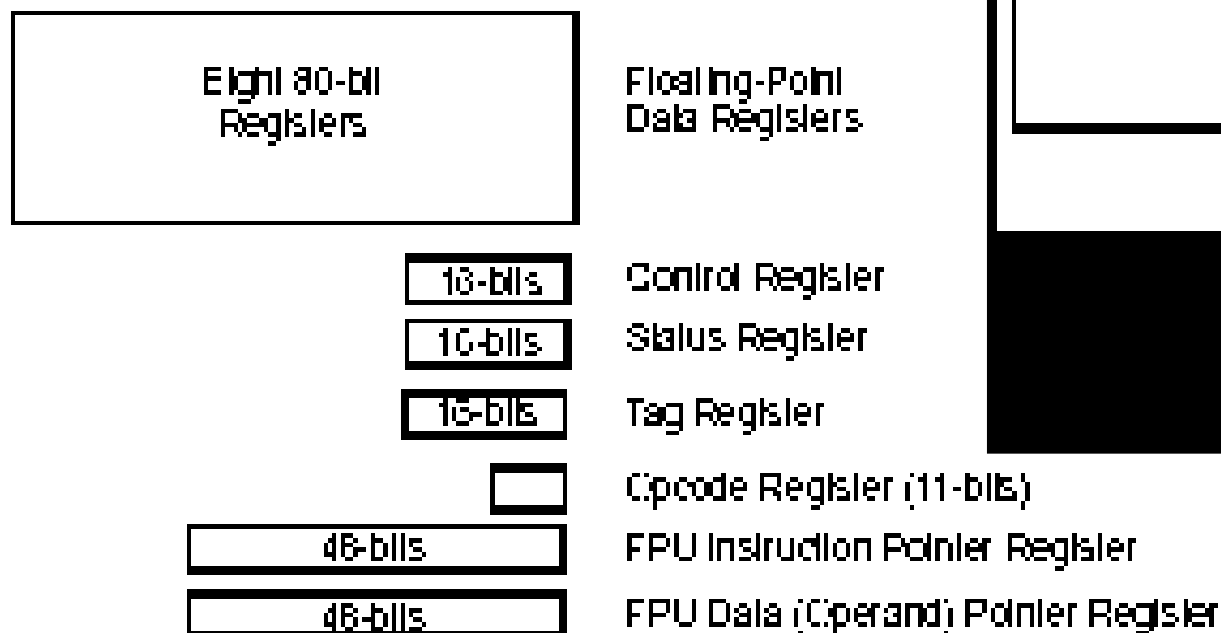 Eight 80-bit
Registers
Floating-Point
Data Registers
16-bits
Control Register
16-bits
Status Register
16-bits
Tag Register
Opcode Register (11-bits)
48-bits
FPU Instruction Pointer Register
48-bits
FPU Data (Operand) Pointer Register